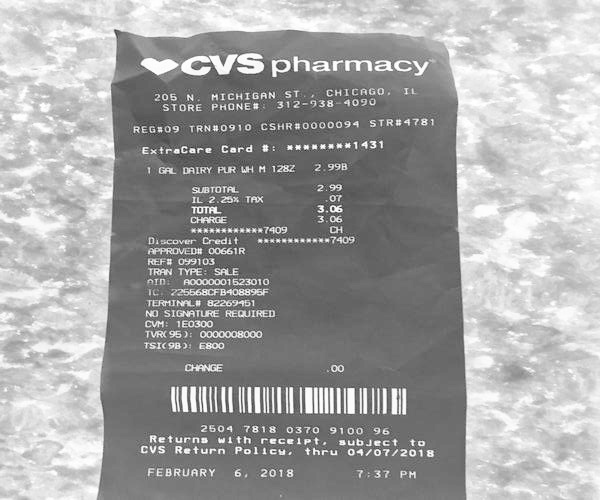 CVS pharmacy
205 N. MICHIGAN ST., CHICAGO, IL
STORE PHONE#: 312-938-4090
REG#09 TRN#0910 CSHR#0000094 STR#4781
ExtraCare Card #: ********1431
1 GAL DAIRY PUR WH M 128Z 2.99B
SUBTOTAL 2.99
IL 2.25% TAX .07
TOTAL 3.06
CHARGE 3.06
************7409 CH
Discover Credit ************7409
APPROVED# 00661R
REF# 099103
TRAN TYPE: SALE
AID: A0000001523010
TC: 225568CFB408895F
TERMINAL# 82269451
NO SIGNATURE REQUIRED
CVM: 1E0300
TVR(95): 0000008000
TSI(9B): E800
CHANGE .00
2504 7818 0370 9100 96
Returns with receipt, subject to
CVS Return Policy, thru 04/07/2018
FEBRUARY 6, 2018 7:37 PM